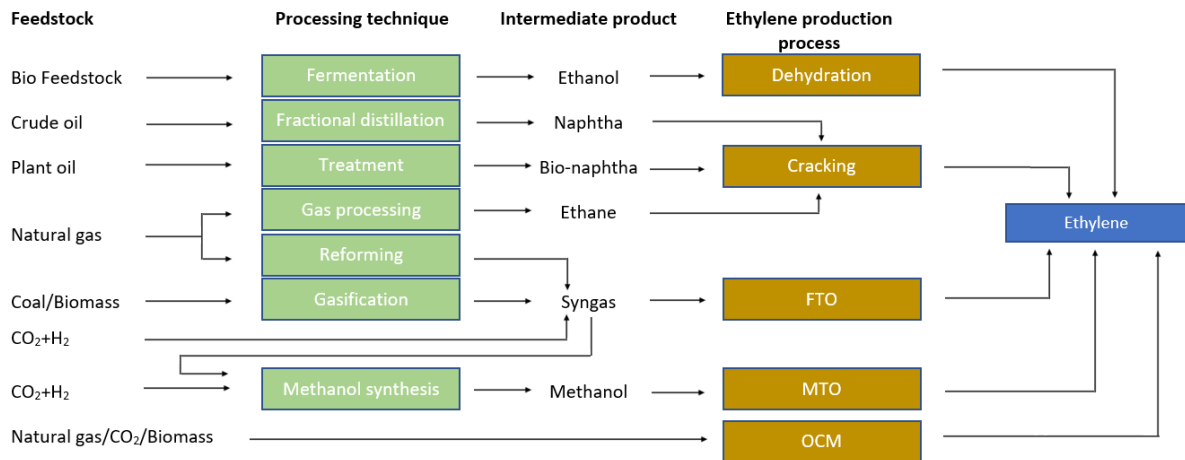 Feedstock
Processing technique
Intermediate product
Ethylene production
process
Bio Feedstock
Fermentation
Ethanol
Dehydration
Crude oil
Fractional distillation
Naphtha
Plant oil
Treatment
Bio-naphtha
Cracking
Gas processing
Ethane
Natural gas
Ethylene
Reforming
Coal/Biomass
Gasification
Syngas
FTO
CO₂+H₂
CO₂+H₂
Methanol synthesis
Methanol
MTO
Natural gas/CO₂/Biomass
OCM